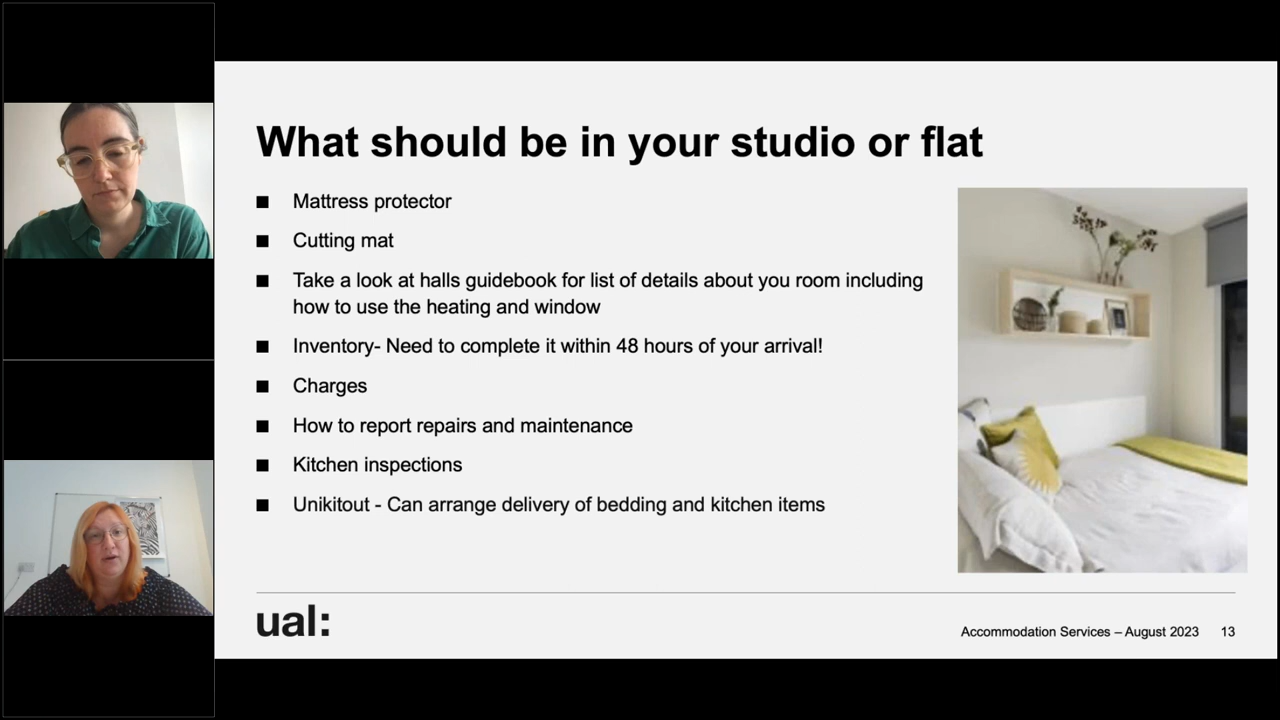 What should be in your studio or flat
■ Mattress protector
■ Cutting mat
■ Take a look at halls guidebook for list of details about you room including
how to use the heating and window
■ Inventory- Need to complete it within 48 hours of your arrival!
■ Charges
■ How to report repairs and maintenance
■ Kitchen inspections
■ Unikitout - Can arrange delivery of bedding and kitchen items
ual:
Accommodation Services – August 2023 13